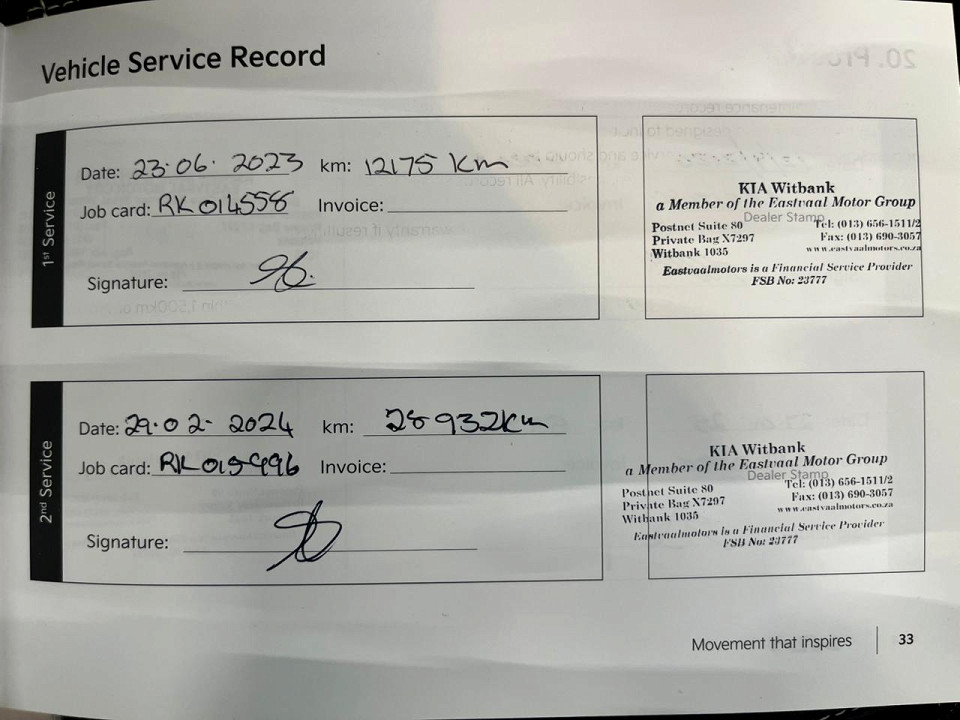 Vehicle Service Record
1st Service
Date: 23·06· 2023 km: 12175 Km
Job card: RK014558 Invoice:
Signature:
KIA Witbank
a Member of the Eastvaal Motor Group
Dealer Stamp
Postnet Suite 80 Tel: (013) 656-1511/2
Private Bag X7297 Fax: (013) 690-3057
Witbank 1035 www.eastvaalmotors.co.za
Eastvaalmotors is a Financial Service Provider
FSB No: 23777
2nd Service
Date: 29·02- 2024 km: 28932km
Job card: Invoice:
Signature:
KIA Witbank
a Member of the Eastvaal Motor Group
Dealer Stamp
Postnet Suite 80 Tel: (013) 656-1511/2
Private Bag X7297 Fax: (013) 690-3057
Witbank 1035 www.eastvaalmotors.co.za
Eastvaalmotors is a Financial Service Provider
FSB No: 23777
Movement that inspires 33